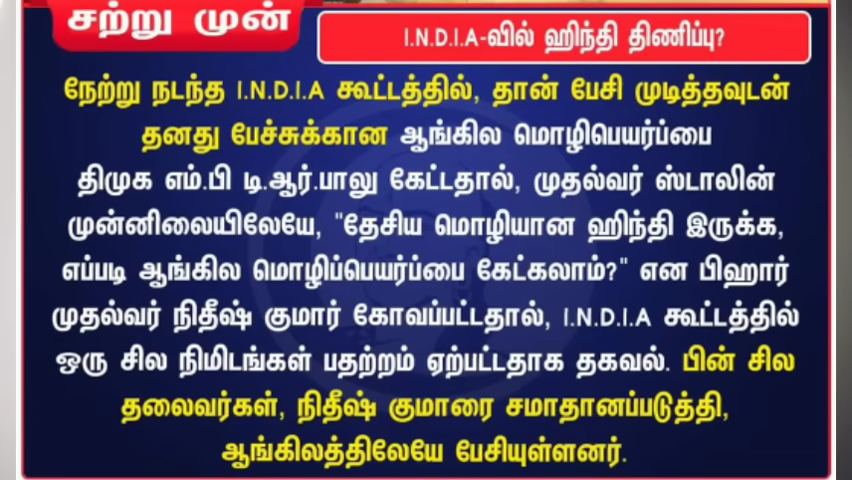 சற்று முன்
I.N.D.I.A-வில் ஹிந்தி திணிப்பு?
நேற்று நடந்த I.N.D.I.A கூட்டத்தில், தான் பேசி முடித்தவுடன்
தனது பேச்சுக்கான ஆங்கில மொழிபெயர்ப்பை
திமுக எம்.பி டி.ஆர்.பாலு கேட்டதால், முதல்வர் ஸ்டாலின்
முன்னிலையிலேயே, "தேசிய மொழியான ஹிந்தி இருக்க,
எப்படி ஆங்கில மொழிப்பெயர்ப்பை கேட்கலாம்?" என பிஹார்
முதல்வர் நிதீஷ் குமார் கோவப்பட்டதால், I.N.D.I.A கூட்டத்தில்
ஒரு சில நிமிடங்கள் பதற்றம் ஏற்பட்டதாக தகவல். பின் சில
தலைவர்கள், நிதீஷ் குமாரை சமாதானப்படுத்தி,
ஆங்கிலத்திலேயே பேசியுள்ளனர்.